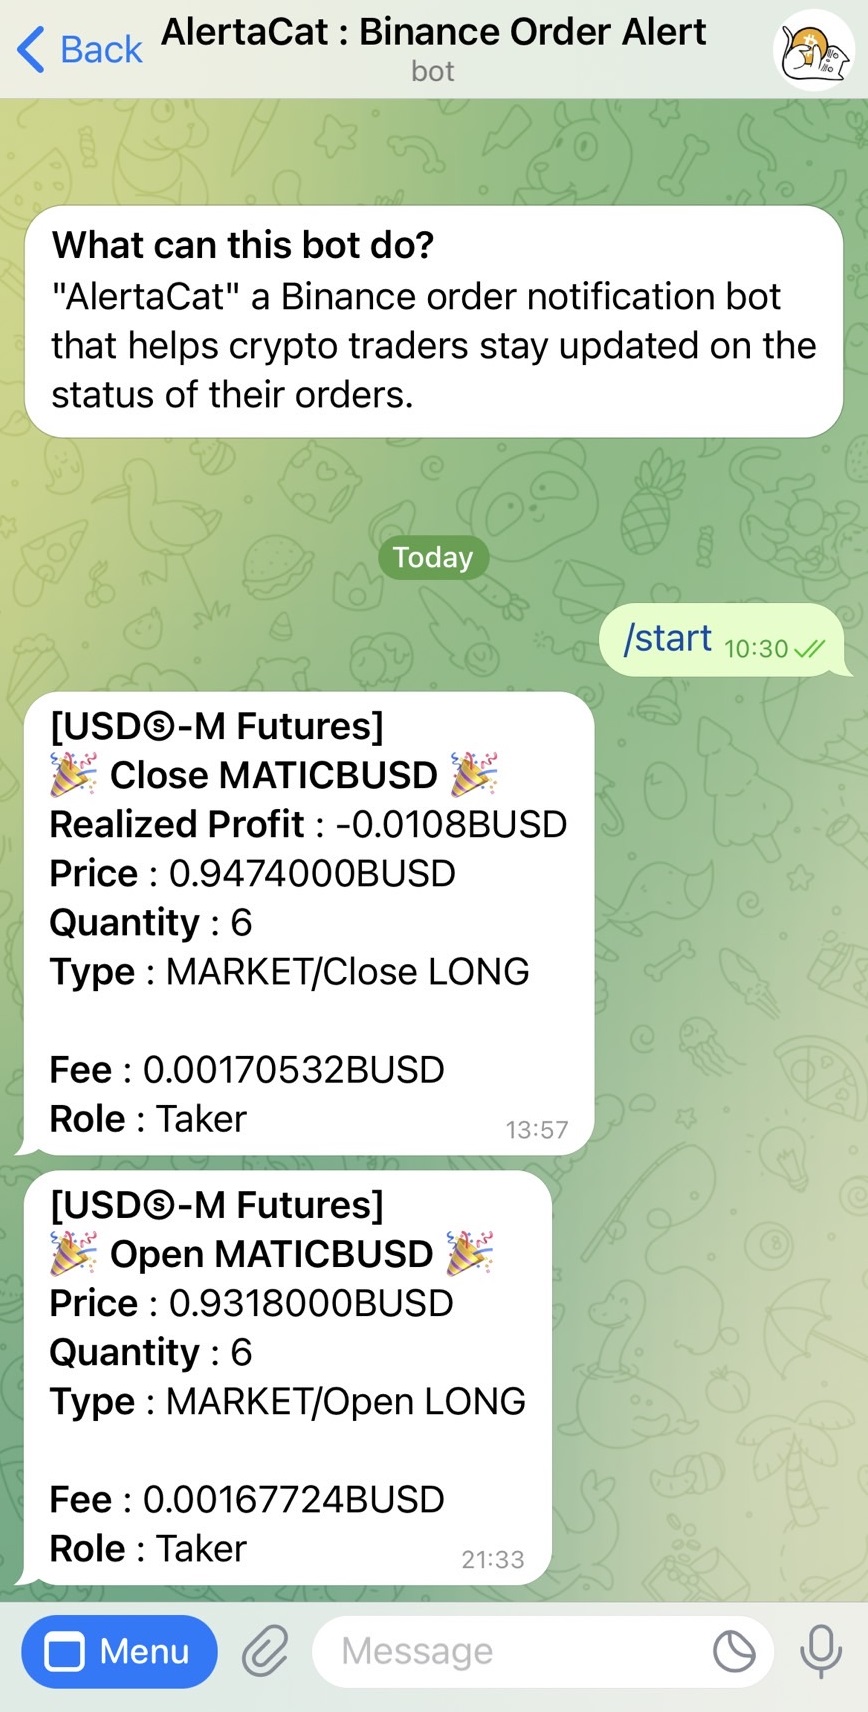 Back
AlertaCat : Binance Order Alert
bot
What can this bot do?
"AlertaCat" a Binance order notification bot
that helps crypto traders stay updated on the
status of their orders.
Today
/start 10:30
[USDⓢ-M Futures]
🎉 Close MATICBUSD 🎉
Realized Profit : -0.0108BUSD
Price : 0.9474000BUSD
Quantity : 6
Type : MARKET/Close LONG
Fee : 0.00170532BUSD
Role : Taker
13:57
[USDⓢ-M Futures]
🎉 Open MATICBUSD 🎉
Price : 0.9318000BUSD
Quantity : 6
Type : MARKET/Open LONG
Fee : 0.00167724BUSD
Role : Taker
21:33
Menu
Message